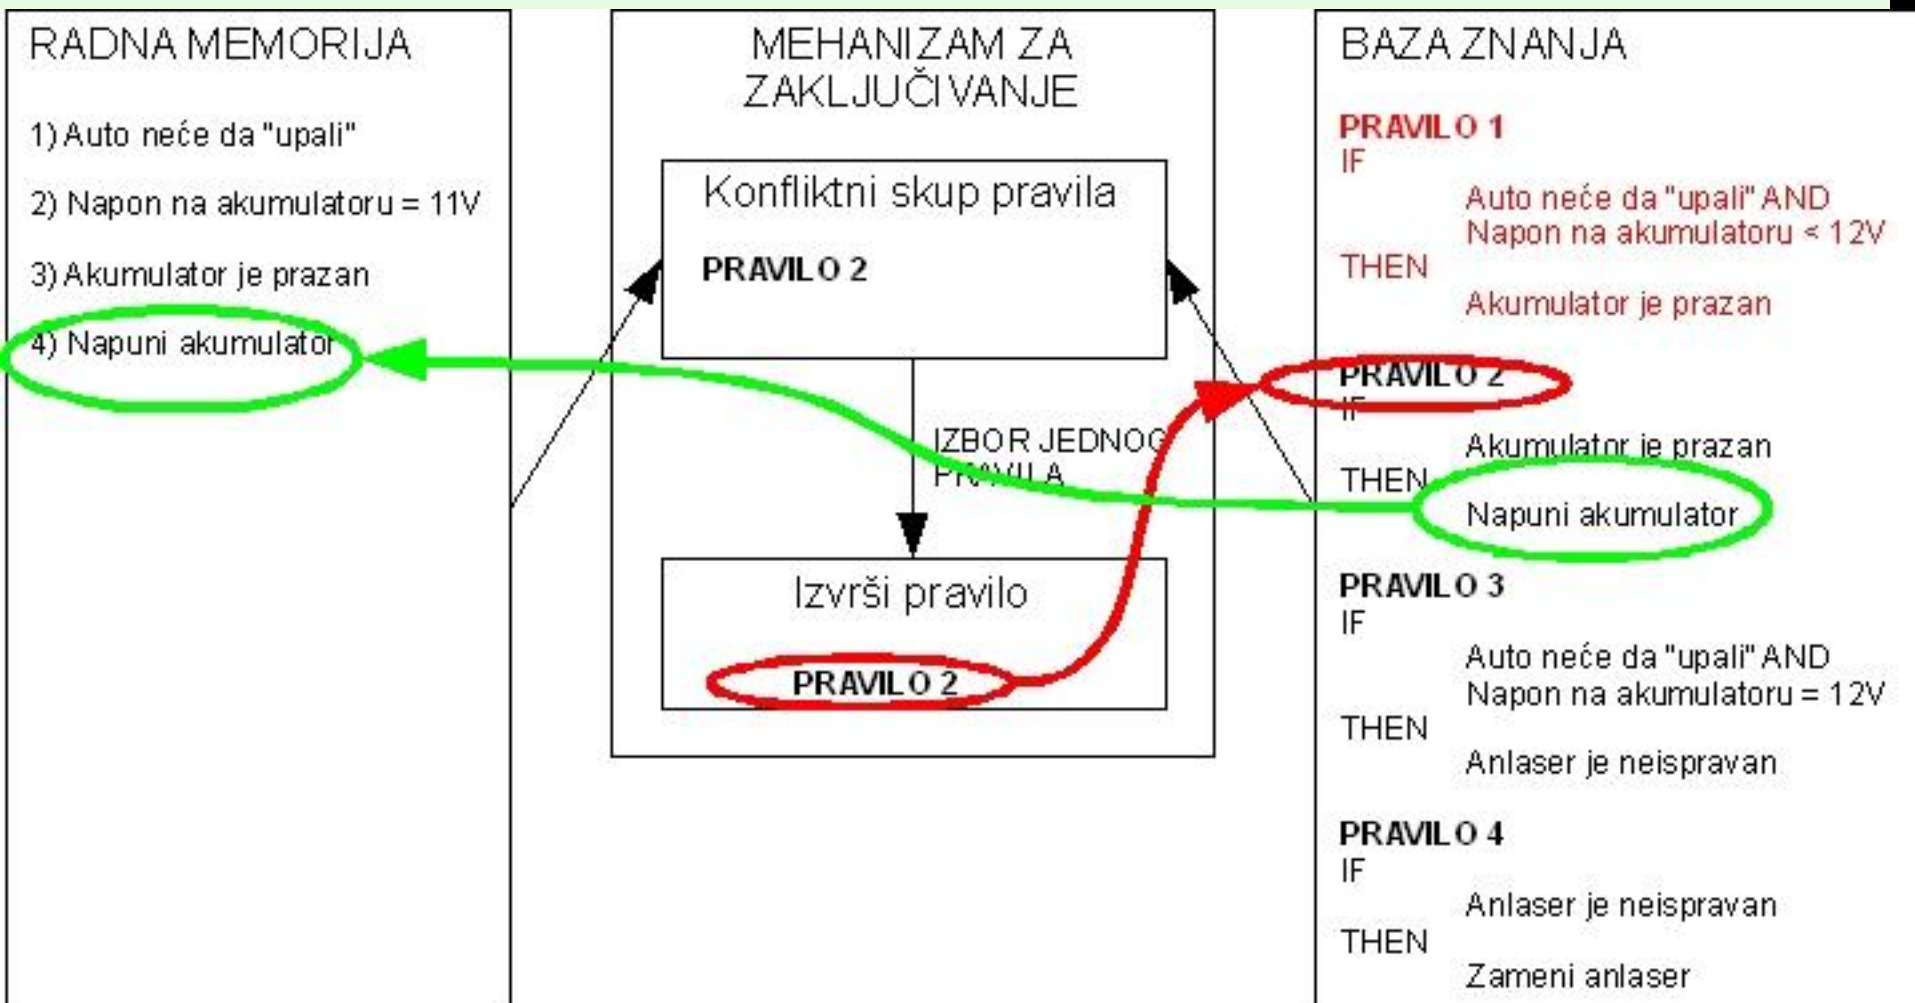 RADNA MEMORIJA
1) Auto neće da "upali"
2) Napon na akumulatoru = 11V
3) Akumulator je prazan
4) Napuni akumulator
MEHANIZAM ZA
ZAKLJUČIVANJE
Konfliktni skup pravila
PRAVILO 2
IZBOR JEDNOG
PRAVILA
Izvrši pravilo
PRAVILO 2
BAZA ZNANJA
PRAVILO 1
IF
Auto neće da "upali" AND
Napon na akumulatoru < 12V
THEN
Akumulator je prazan
PRAVILO 2
IF
Akumulator je prazan
THEN
Napuni akumulator
PRAVILO 3
IF
Auto neće da "upali" AND
Napon na akumulatoru = 12V
THEN
Anlaser je neispravan
PRAVILO 4
IF
Anlaser je neispravan
THEN
Zameni anlaser